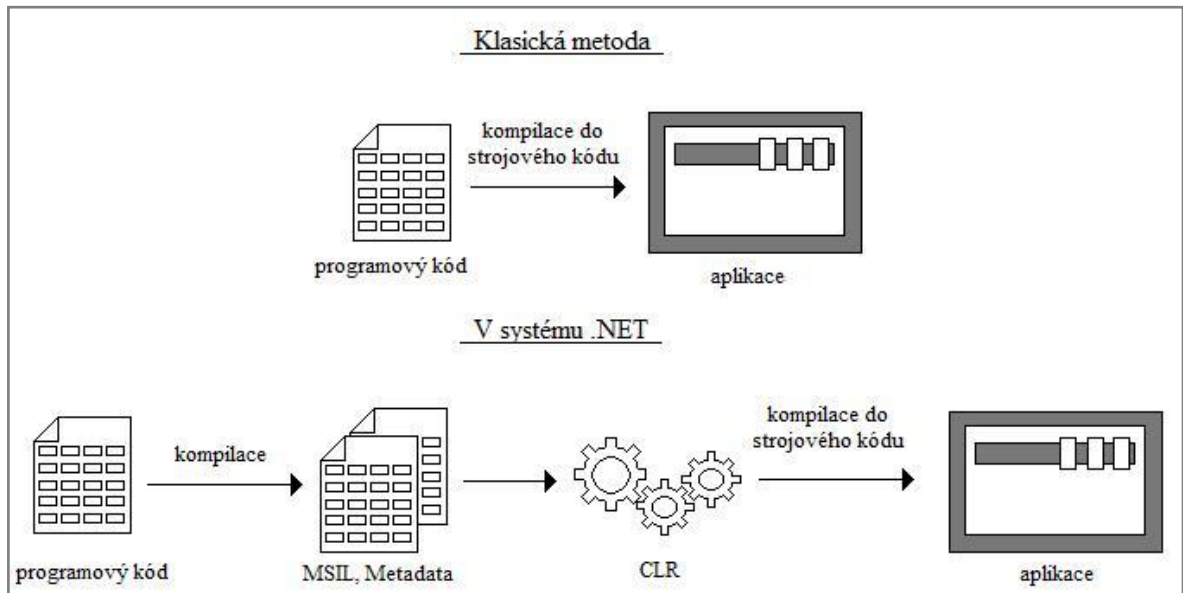 Klasická metoda
kompilace do
strojového kódu
programový kód
aplikace
V systému .NET
kompilace
kompilace do
strojového kódu
programový kód
MSIL, Metadata
CLR
aplikace